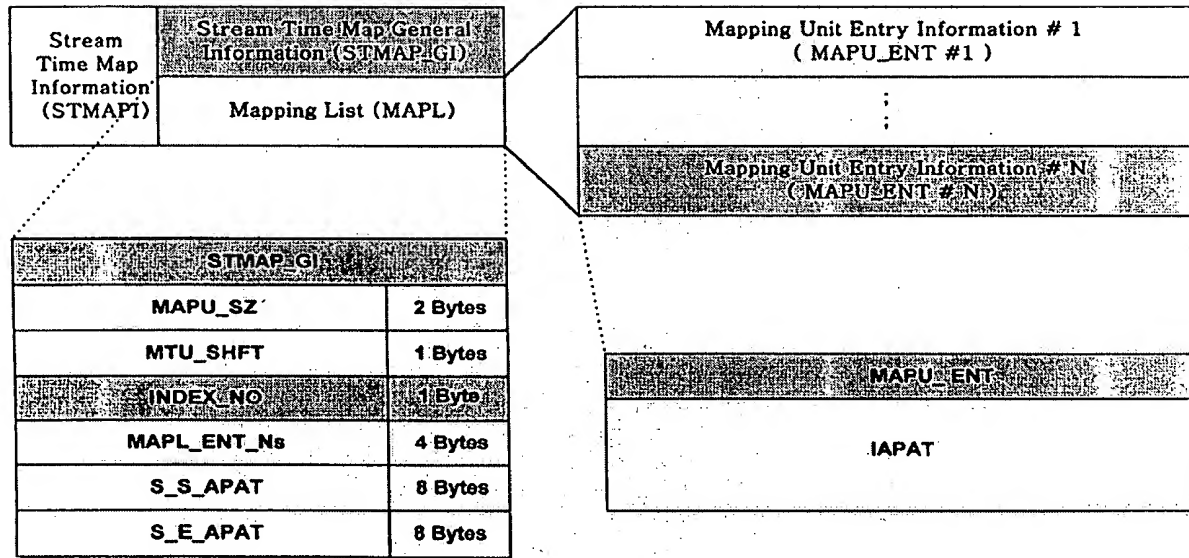 Stream
Time Map
Information
(STMAPI)
Stream Time Map General
Information (STMAP_GI)
Mapping List (MAPL)
Mapping Unit Entry Information # 1
( MAPU_ENT #1 )
Mapping Unit Entry Information # N
( MAPU_ENT # N )
STMAP_GI
MAPU_SZ 2 Bytes
MTU_SHFT 1 Bytes
INDEX_NO 1 Byte
MAPL_ENT_Ns 4 Bytes
S_S_APAT 8 Bytes
S_E_APAT 8 Bytes
MAPU_ENT
IAPAT